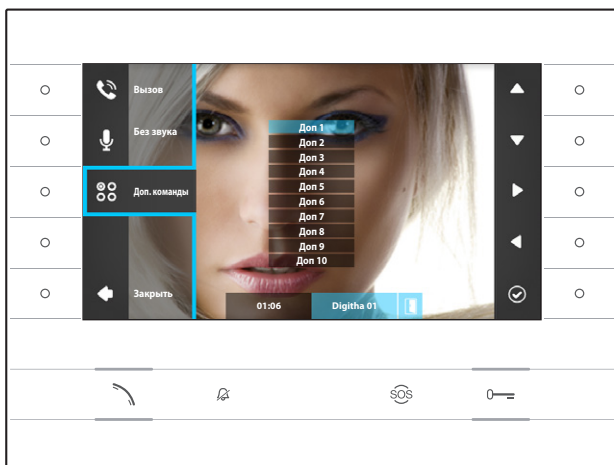 Вызов
Без звука
Доп. команды
Закрыть
Доп 1
Доп 2
Доп 3
Доп 4
Доп 5
Доп 6
Доп 7
Доп 8
Доп 9
Доп 10
01:06 Digitha 01
SOS